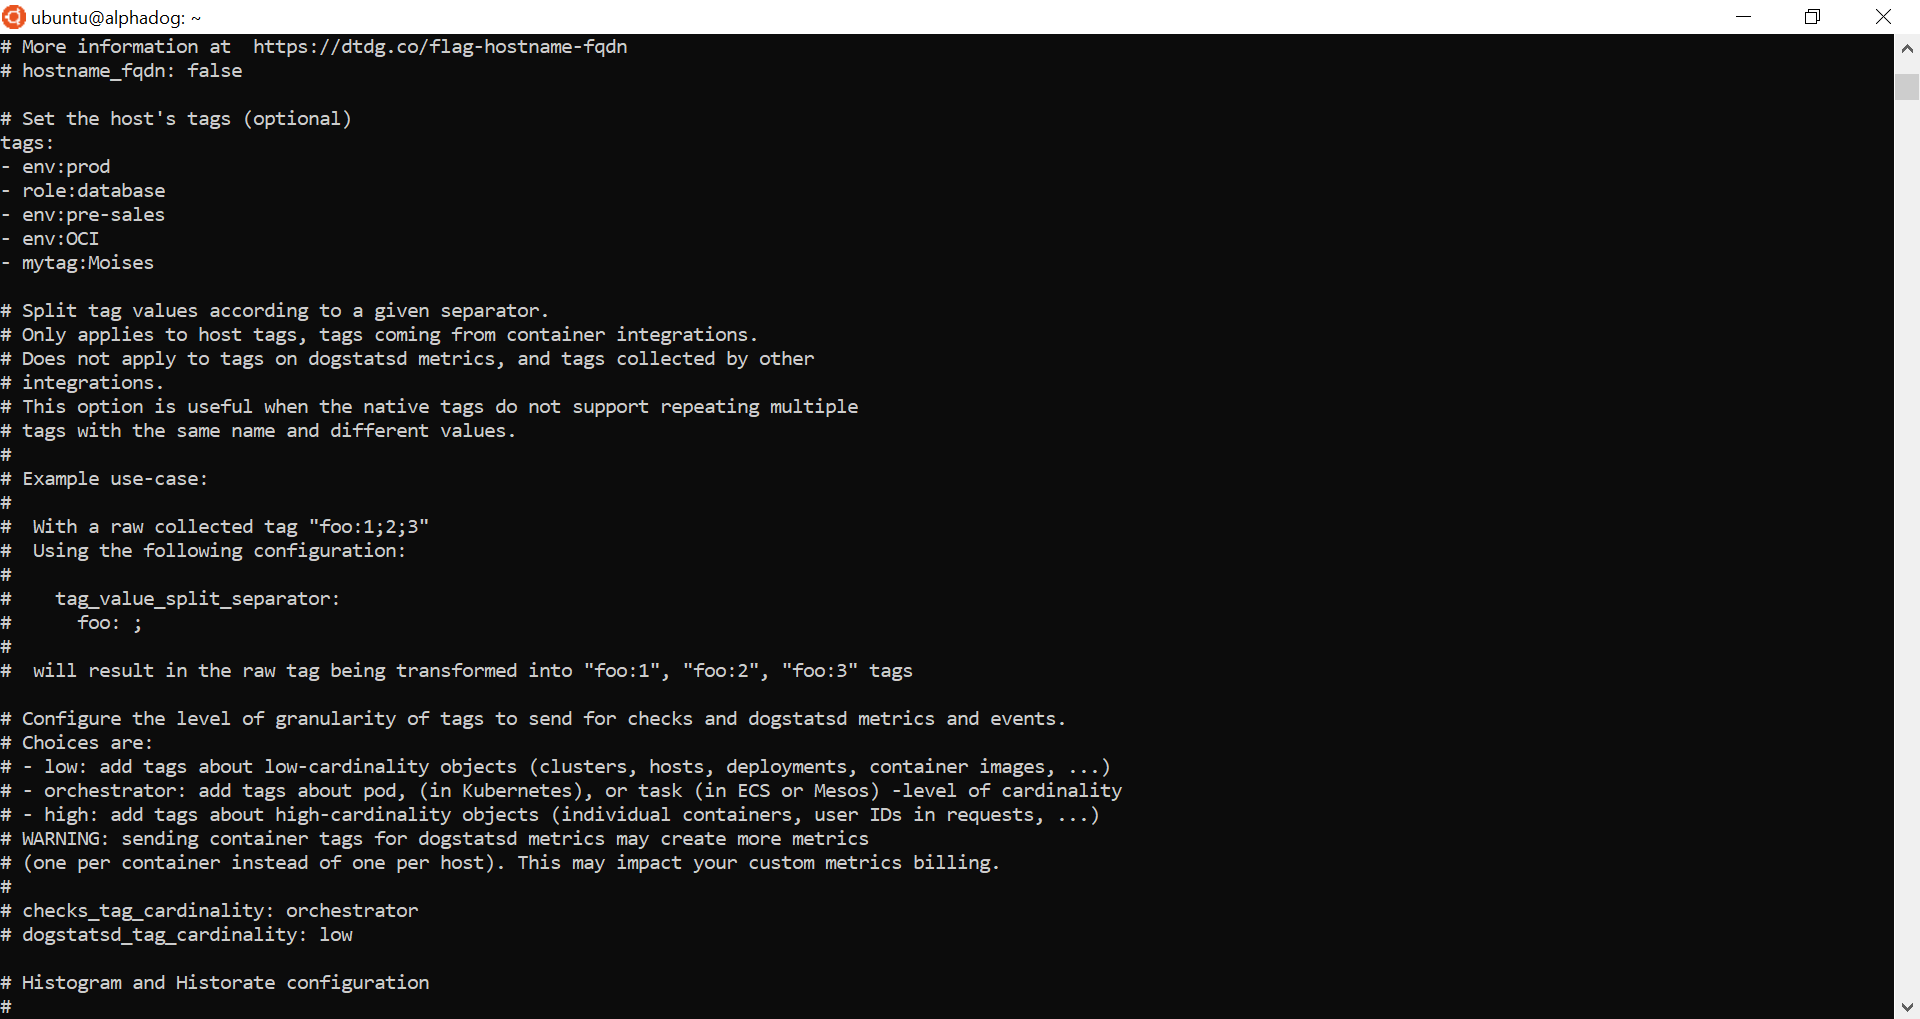 ubuntu@alphadog: ~
# More information at  https://dtdg.co/flag-hostname-fqdn
# hostname_fqdn: false

# Set the host's tags (optional)
tags:
- env:prod
- role:database
- env:pre-sales
- env:OCI
- mytag:Moises

# Split tag values according to a given separator.
# Only applies to host tags, tags coming from container integrations.
# Does not apply to tags on dogstatsd metrics, and tags collected by other
# integrations.
# This option is useful when the native tags do not support repeating multiple
# tags with the same name and different values.
#
# Example use-case:
#
#  With a raw collected tag "foo:1;2;3"
#  Using the following configuration:
#
#    tag_value_split_separator:
#      foo: ;
#
#  will result in the raw tag being transformed into "foo:1", "foo:2", "foo:3" tags

# Configure the level of granularity of tags to send for checks and dogstatsd metrics and events.
# Choices are:
# - low: add tags about low-cardinality objects (clusters, hosts, deployments, container images, ...)
# - orchestrator: add tags about pod, (in Kubernetes), or task (in ECS or Mesos) -level of cardinality
# - high: add tags about high-cardinality objects (individual containers, user IDs in requests, ...)
# WARNING: sending container tags for dogstatsd metrics may create more metrics
# (one per container instead of one per host). This may impact your custom metrics billing.
#
# checks_tag_cardinality: orchestrator
# dogstatsd_tag_cardinality: low

# Histogram and Historate configuration
#